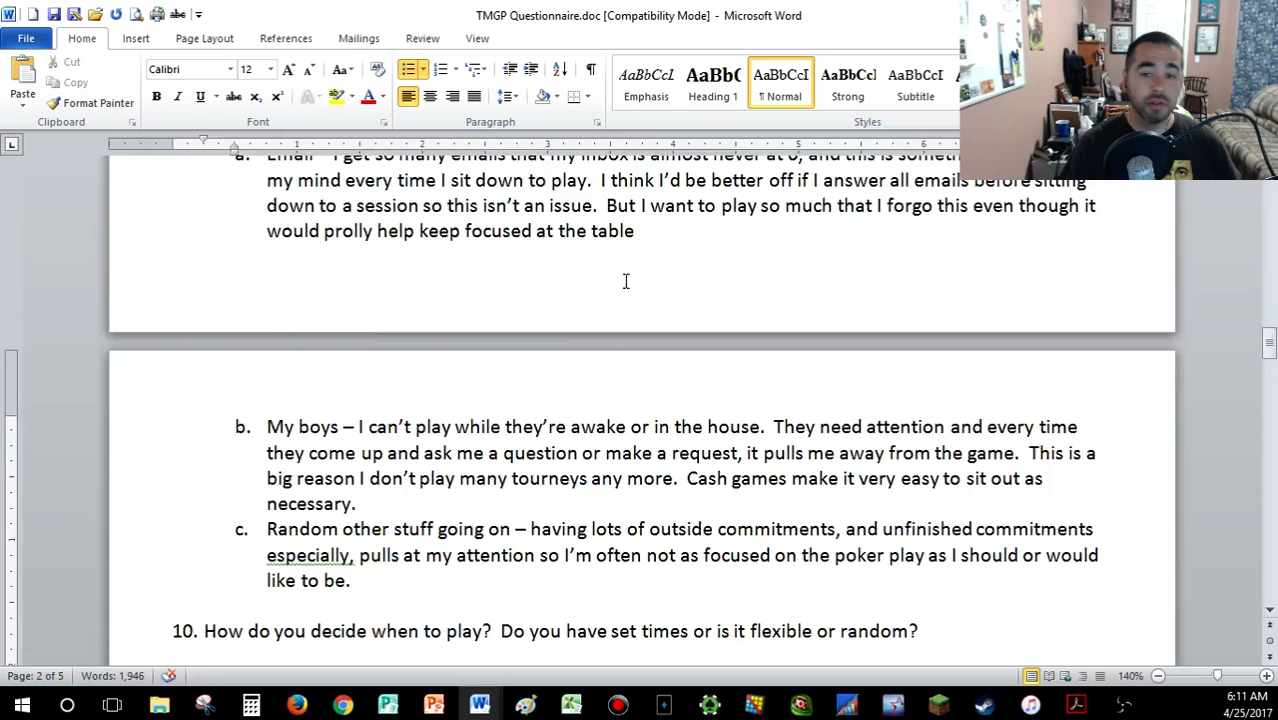 TMGP Questionnaire.doc [Compatibility Mode] - Microsoft Word
File Home Insert Page Layout References Mailings Review View
Cut
Copy
Format Painter
Paste
Clipboard
Calibri 12
Font
Paragraph
AaBbCcI AaBbC AaBbCcI AaBbCcI AaBbCcI
Emphasis Heading 1 ¶ Normal Strong Subtitle
Styles
1 2 3 4 5 6
a. Email – I get so many emails that my inbox is almost never at 0, and this is
my mind every time I sit down to play. I think I'd be better off if I answer all emails before sitting
down to a session so this isn't an issue. But I want to play so much that I forgo this even though it
would prolly help keep focused at the table
b. My boys – I can't play while they're awake or in the house. They need attention and every time
they come up and ask me a question or make a request, it pulls me away from the game. This is a
big reason I don't play many tourneys any more. Cash games make it very easy to sit out as
necessary.
c. Random other stuff going on – having lots of outside commitments, and unfinished commitments
especially, pulls at my attention so I'm often not as focused on the poker play as I should or would
like to be.
10. How do you decide when to play? Do you have set times or is it flexible or random?
Page: 2 of 5 Words: 1,946 140%
6:11 AM
4/25/2017